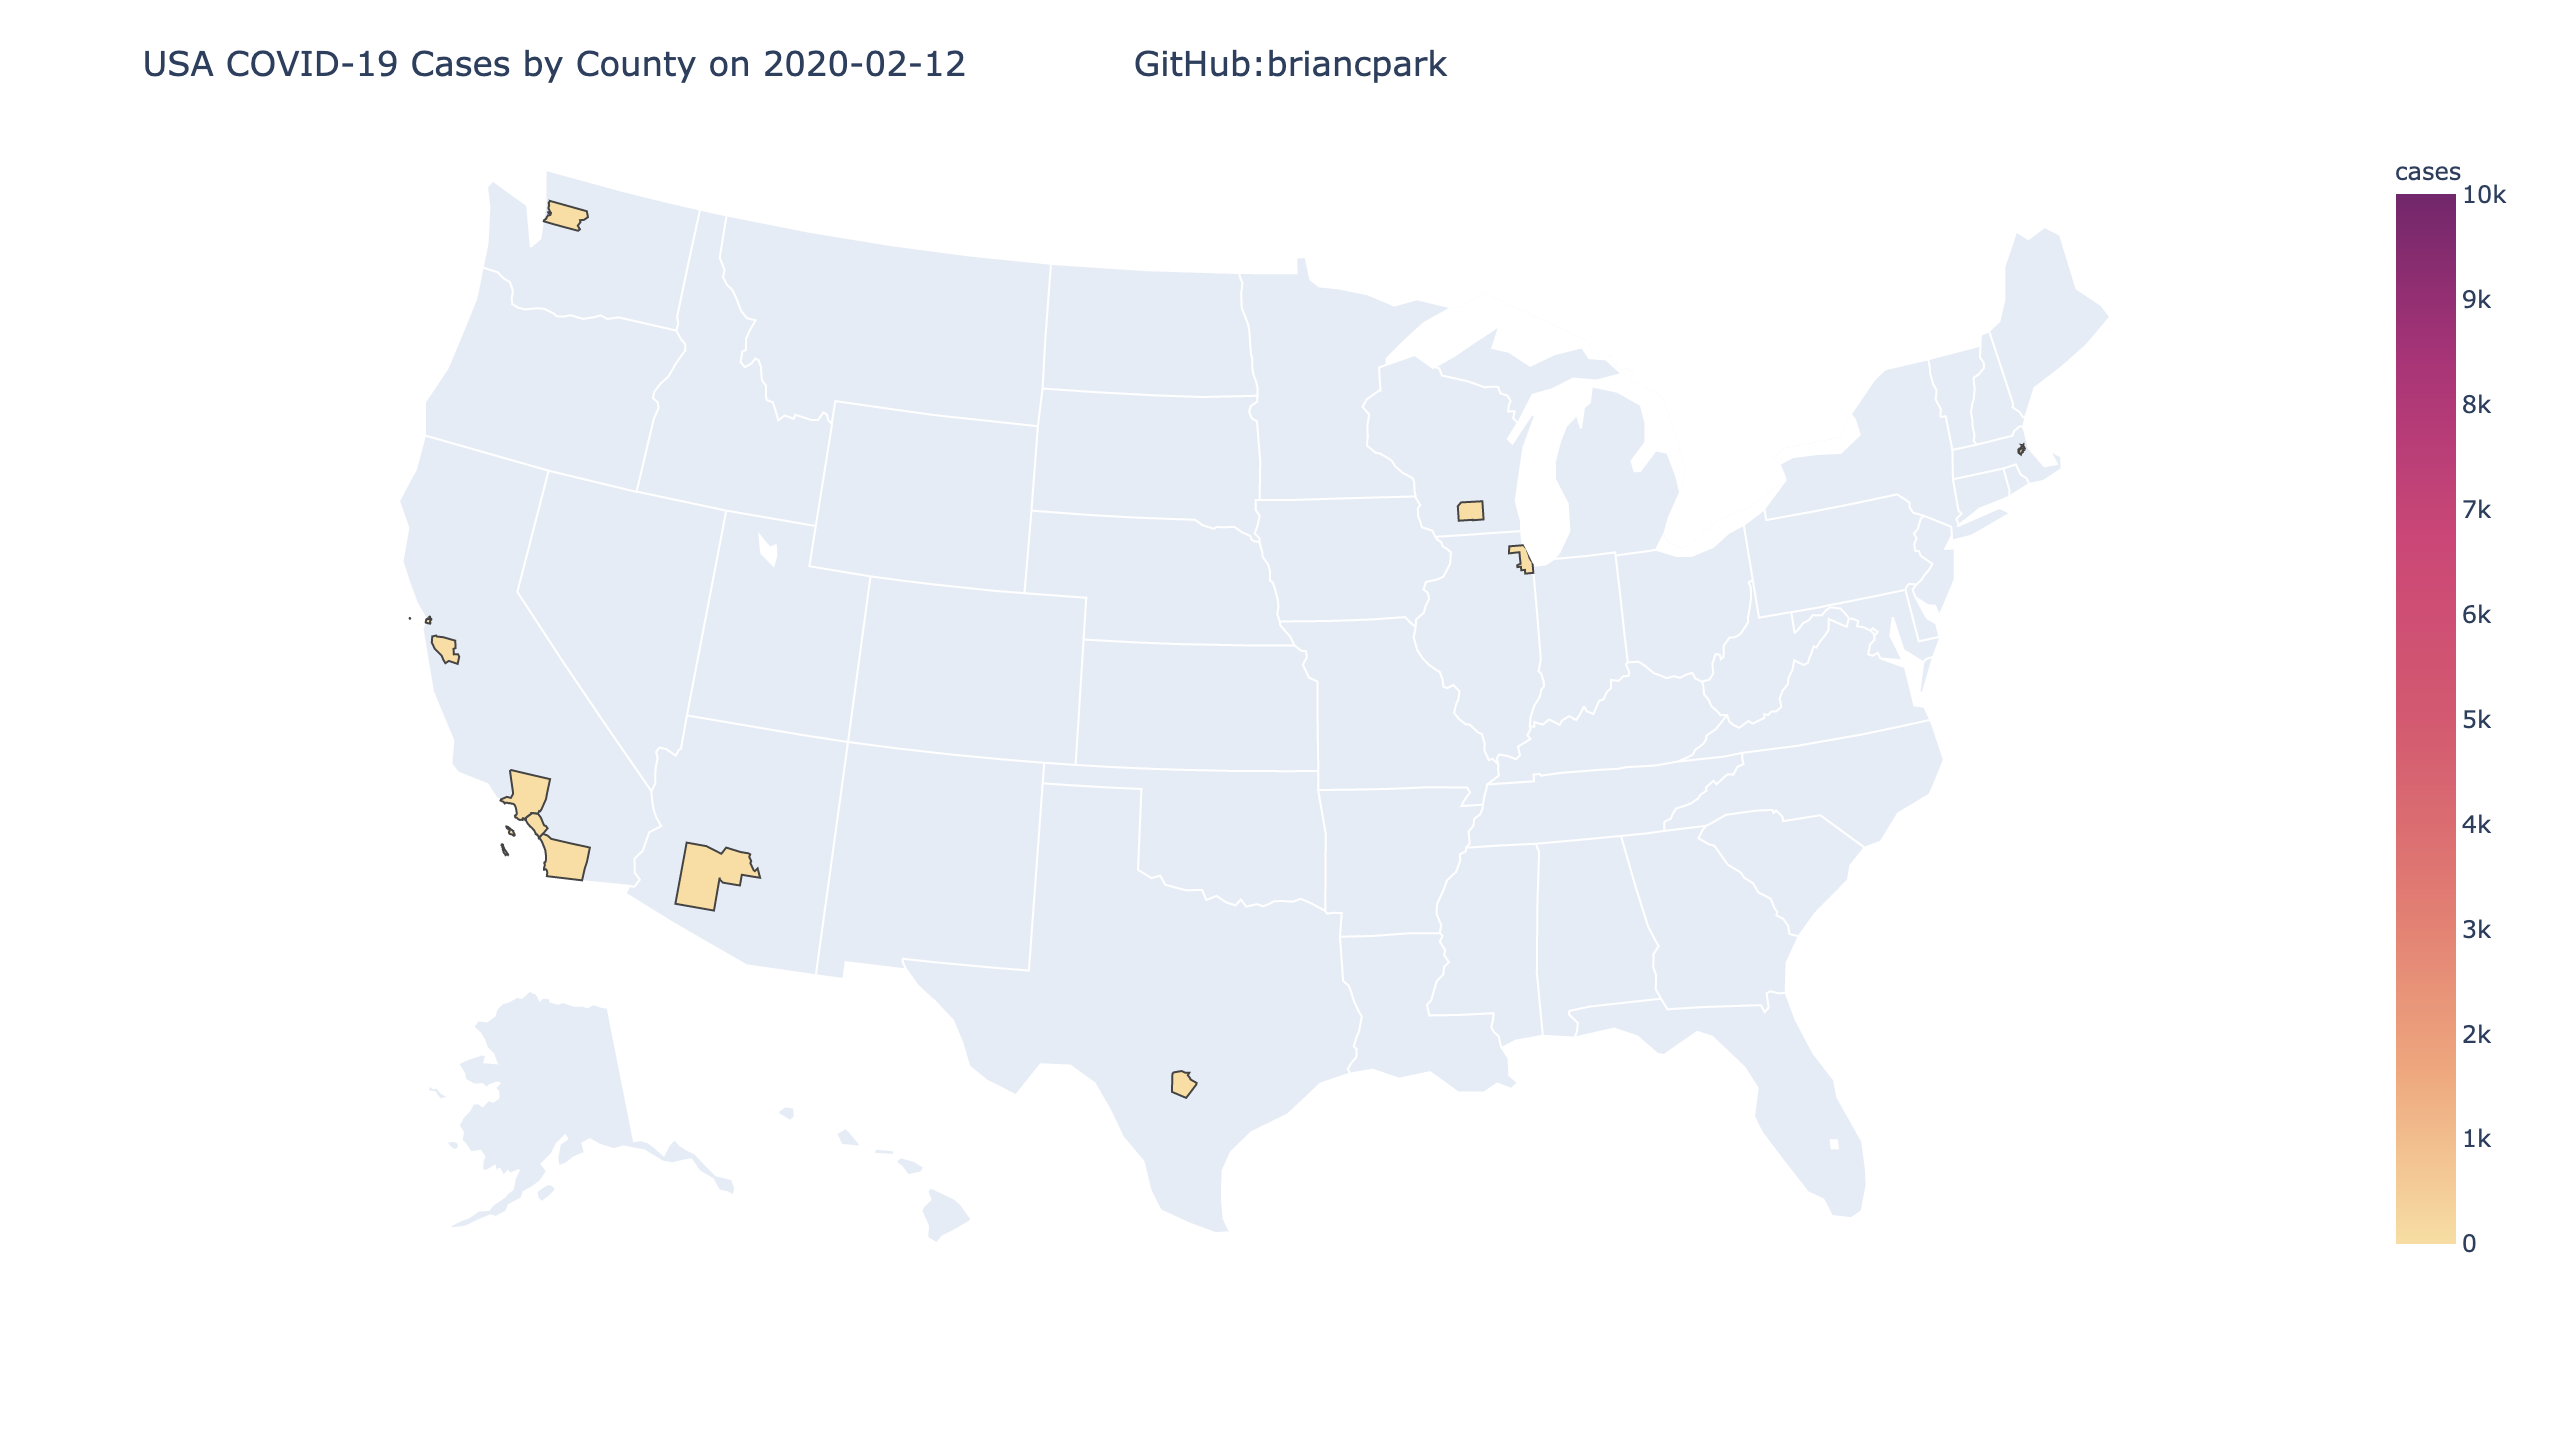 USA COVID-19 Cases by County on 2020-02-12 GitHub:briancpark
cases
10k
9k
8k
7k
6k
5k
4k
3k
2k
1k
0